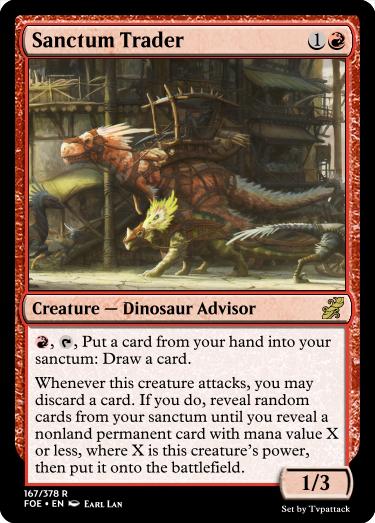 Sanctum Trader 1
Creature — Dinosaur Advisor
, , Put a card from your hand into your
sanctum: Draw a card.
Whenever this creature attacks, you may
discard a card. If you do, reveal random
cards from your sanctum until you reveal a
nonland permanent card with mana value X
or less, where X is this creature's power,
then put it onto the battlefield.
1/3
167/378 R
FOE • EN Earl Lan
Set by Tvpattack